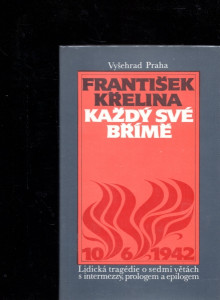 Vyšehrad Praha
FRANTIŠEK
KŘELINA
KAŽDÝ SVÉ
BŘÍMĚ
10 6 1942
Lidická tragédie o sedmi větách
s intermezzy, prologem a epilogem